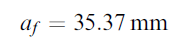 a_f = 35.37 mm